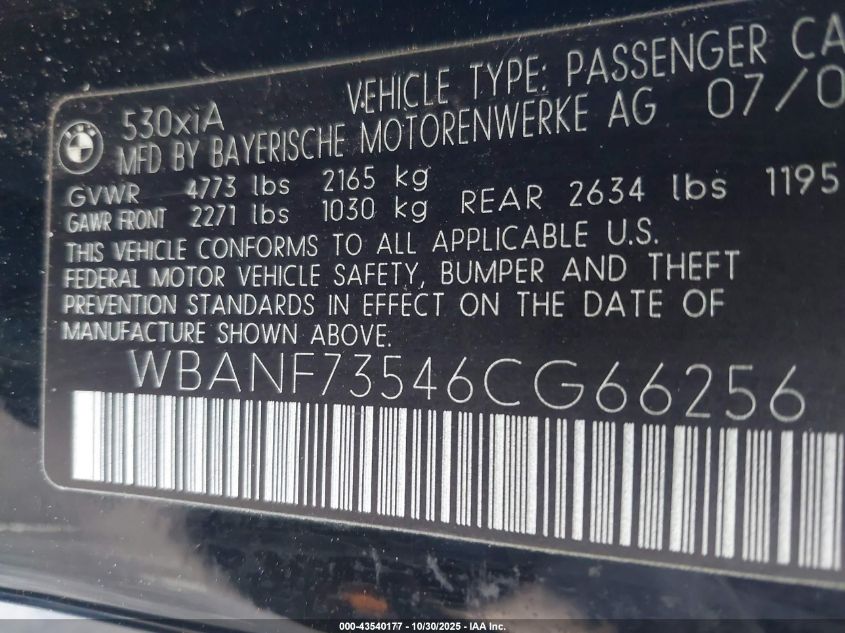 VEHICLE TYPE: PASSENGER CA
530xiA
MFD BY BAYERISCHE MOTORENWERKE AG 07/0
GVWR 4773 lbs 2165 kg
GAWR FRONT 2271 lbs 1030 kg REAR 2634 lbs 1195
THIS VEHICLE CONFORMS TO ALL APPLICABLE U.S.
FEDERAL MOTOR VEHICLE SAFETY, BUMPER AND THEFT
PREVENTION STANDARDS IN EFFECT ON THE DATE OF
MANUFACTURE SHOWN ABOVE.
WBANF73546CG66256
000-43540177 - 10/30/2025 - IAA Inc.